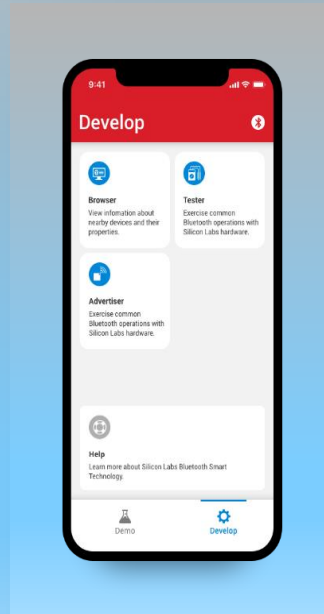 9:41
Develop
Browser
View infomation about
nearby devices and their
properties.
Tester
Exercise common
Bluetooth operations with
Silicon Labs hardware.
Advertiser
Exercise common
Bluetooth operations with
Silicon Labs hardware.
Help
Learn more about Silicon Labs Bluetooth Smart
Technology.
Demo
Develop